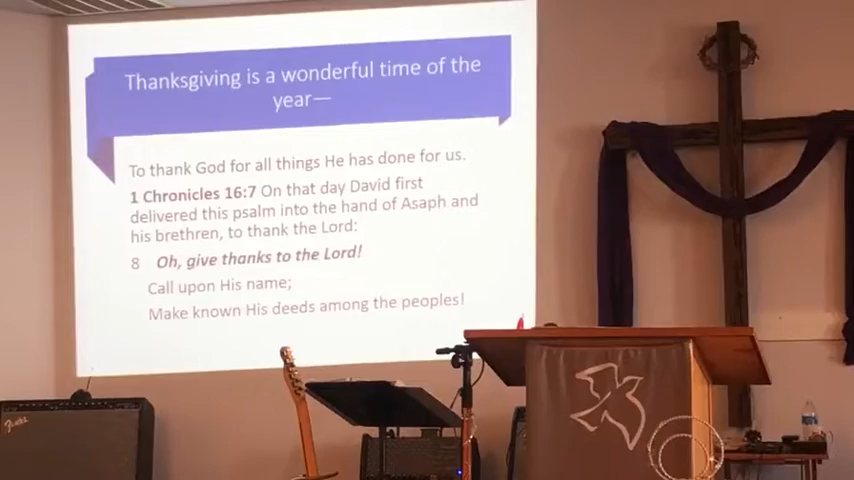 Thanksgiving is a wonderful time of the
year—
To thank God for all things He has done for us.
1 Chronicles 16:7 On that day David first
delivered this psalm into the hand of Asaph and
his brethren, to thank the Lord:
8 Oh, give thanks to the Lord!
Call upon His name;
Make known His deeds among the peoples!
Fender